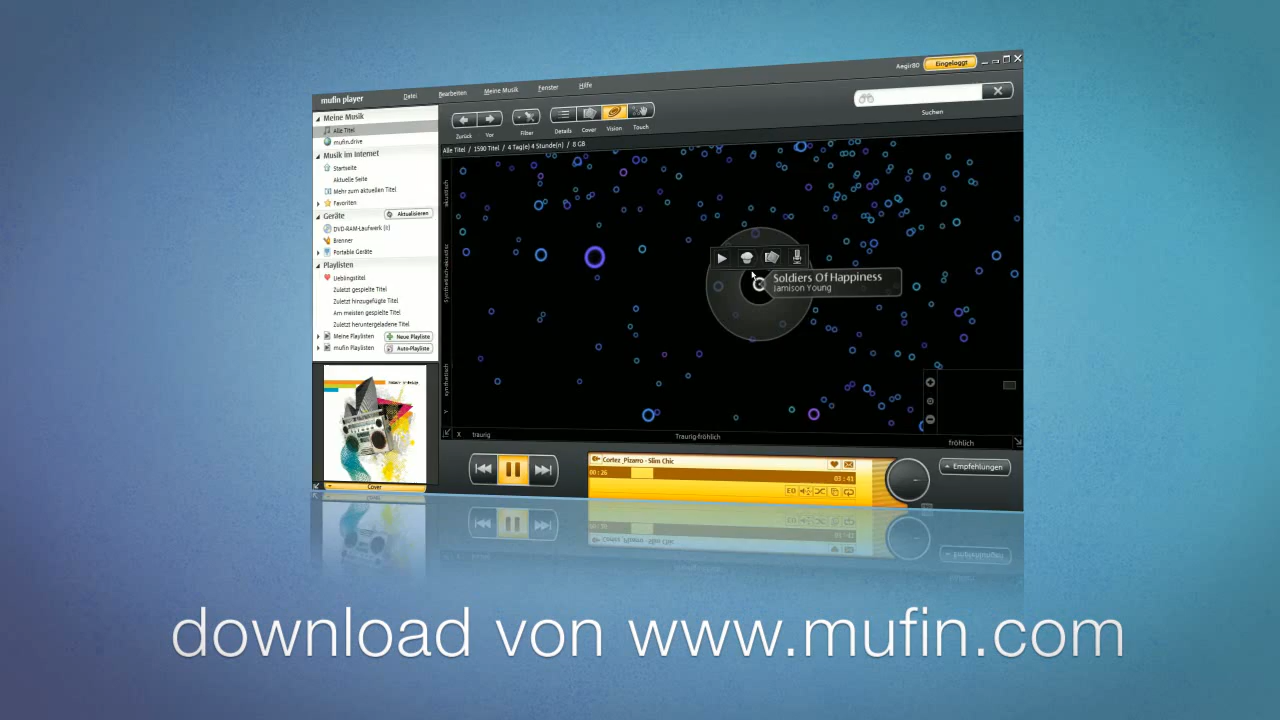 mufin player
Datei
Bearbeiten
Meine Musik
Fenster
Hilfe
Aegir80
Eingeloggt
Zurück
Vor
Filter
Details
Cover
Vision
Touch
Suchen
Alle Titel / 1590 Titel / 4 Tag(e) 4 Stunde(n) / 8 GB
Meine Musik
Alle Titel
mufin.drive
Musik im Internet
Startseite
Aktuelle Seite
Mehr zum aktuellen Titel
Favoriten
Geräte
Aktualisieren
DVD-RAM-Laufwerk (E)
Brenner
Portable Geräte
Playlisten
Lieblingstitel
Zuletzt gespielte Titel
Zuletzt hinzugefügte Titel
Am meisten gespielte Titel
Zuletzt heruntergeladene Titel
Meine Playlisten
Neue Playliste
mufin Playlisten
Auto-Playliste
akustisch
Synthetisch-akustisch
synthetisch
Y
Soldiers Of Happiness
Jamison Young
X
traurig
Traurig-fröhlich
fröhlich
Cover
Cortez_Pizarro - Slim Chic
00 : 26
03 : 41
EQ
Empfehlungen
download von www.mufin.com